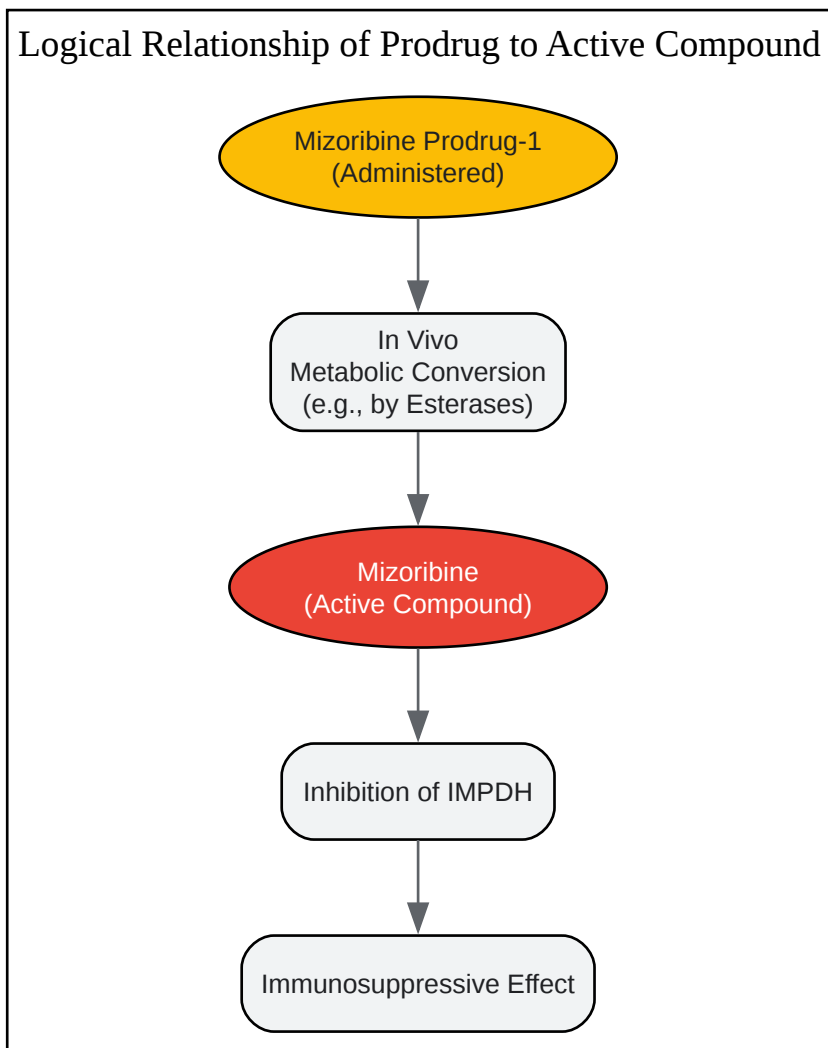 Logical Relationship of Prodrug to Active Compound
Mizoribine Prodrug-1
(Administered)
In Vivo
Metabolic Conversion
(e.g., by Esterases)
Mizoribine
(Active Compound)
Inhibition of IMPDH
Immunosuppressive Effect